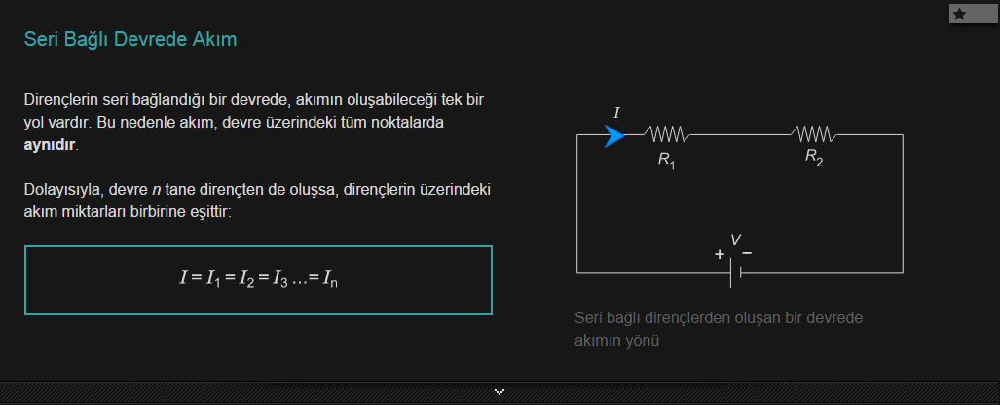 Seri Bağlı Devrede Akım
Dirençlerin seri bağlandığı bir devrede, akımın oluşabileceği tek bir
yol vardır. Bu nedenle akım, devre üzerindeki tüm noktalarda
aynıdır.
Dolayısıyla, devre n tane dirençten de oluşsa, dirençlerin üzerindeki
akım miktarları birbirine eşittir:
I = I₁ = I₂ = I₃ ... = Iₙ
I
R₁
R₂
V
+ −
Seri bağlı dirençlerden oluşan bir devrede
akımın yönü